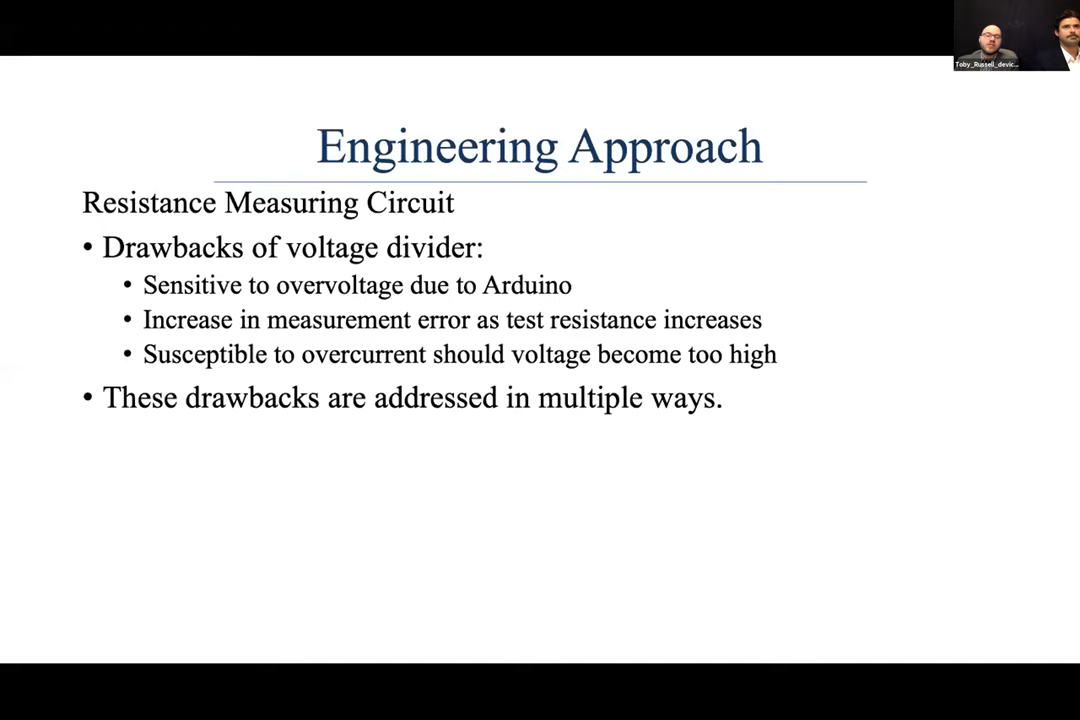 Toby_Russell_devic...
Engineering Approach
Resistance Measuring Circuit
• Drawbacks of voltage divider:
• Sensitive to overvoltage due to Arduino
• Increase in measurement error as test resistance increases
• Susceptible to overcurrent should voltage become too high
• These drawbacks are addressed in multiple ways.